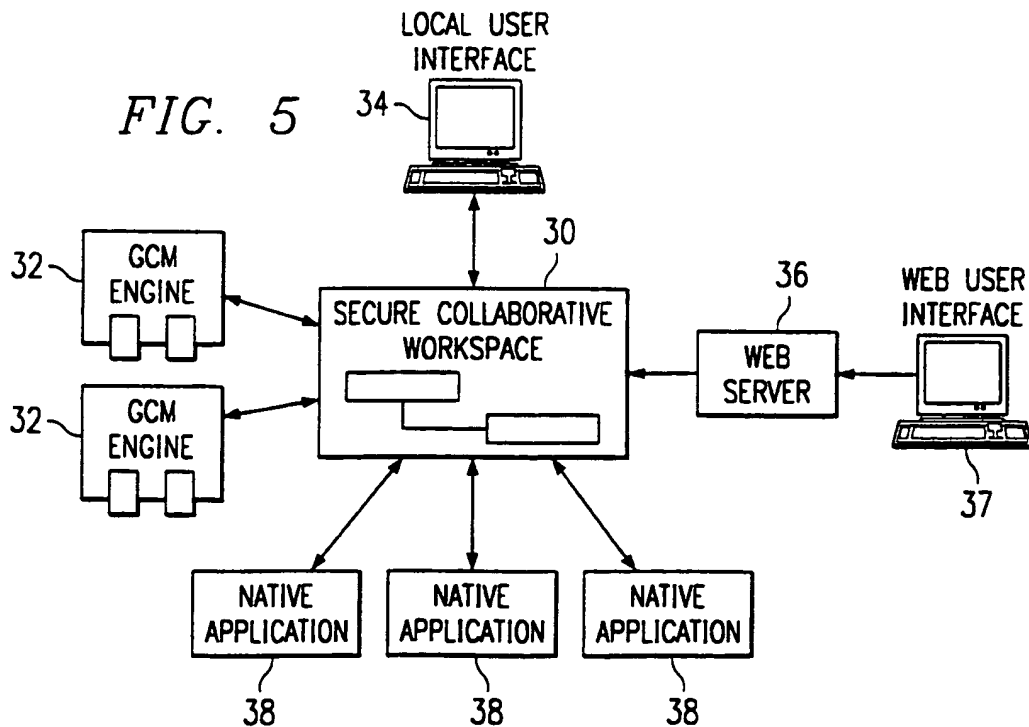 LOCAL USER
INTERFACE
FIG. 5
34
30
32
GCM
ENGINE
SECURE COLLABORATIVE
WORKSPACE
36
WEB
SERVER
WEB USER
INTERFACE
37
32
GCM
ENGINE
NATIVE
APPLICATION
38
NATIVE
APPLICATION
38
NATIVE
APPLICATION
38